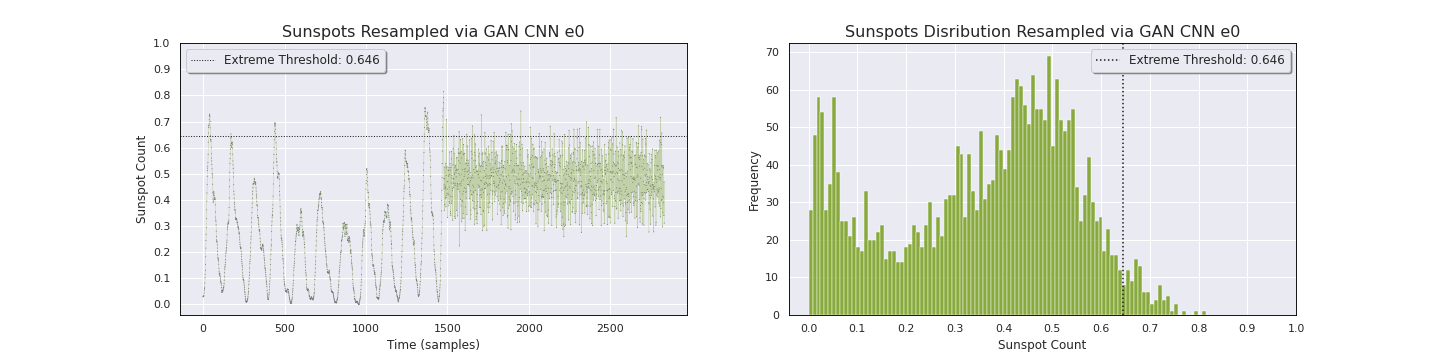 Sunspots Resampled via GAN CNN e0
Extreme Threshold: 0.646
Sunspot Count
1.0
0.9
0.8
0.7
0.6
0.5
0.4
0.3
0.2
0.1
0.0
0 500 1000 1500 2000 2500
Time (samples)
Sunspots Disribution Resampled via GAN CNN e0
Extreme Threshold: 0.646
Frequency
70
60
50
40
30
20
10
0
0.0 0.1 0.2 0.3 0.4 0.5 0.6 0.7 0.8 0.9 1.0
Sunspot Count